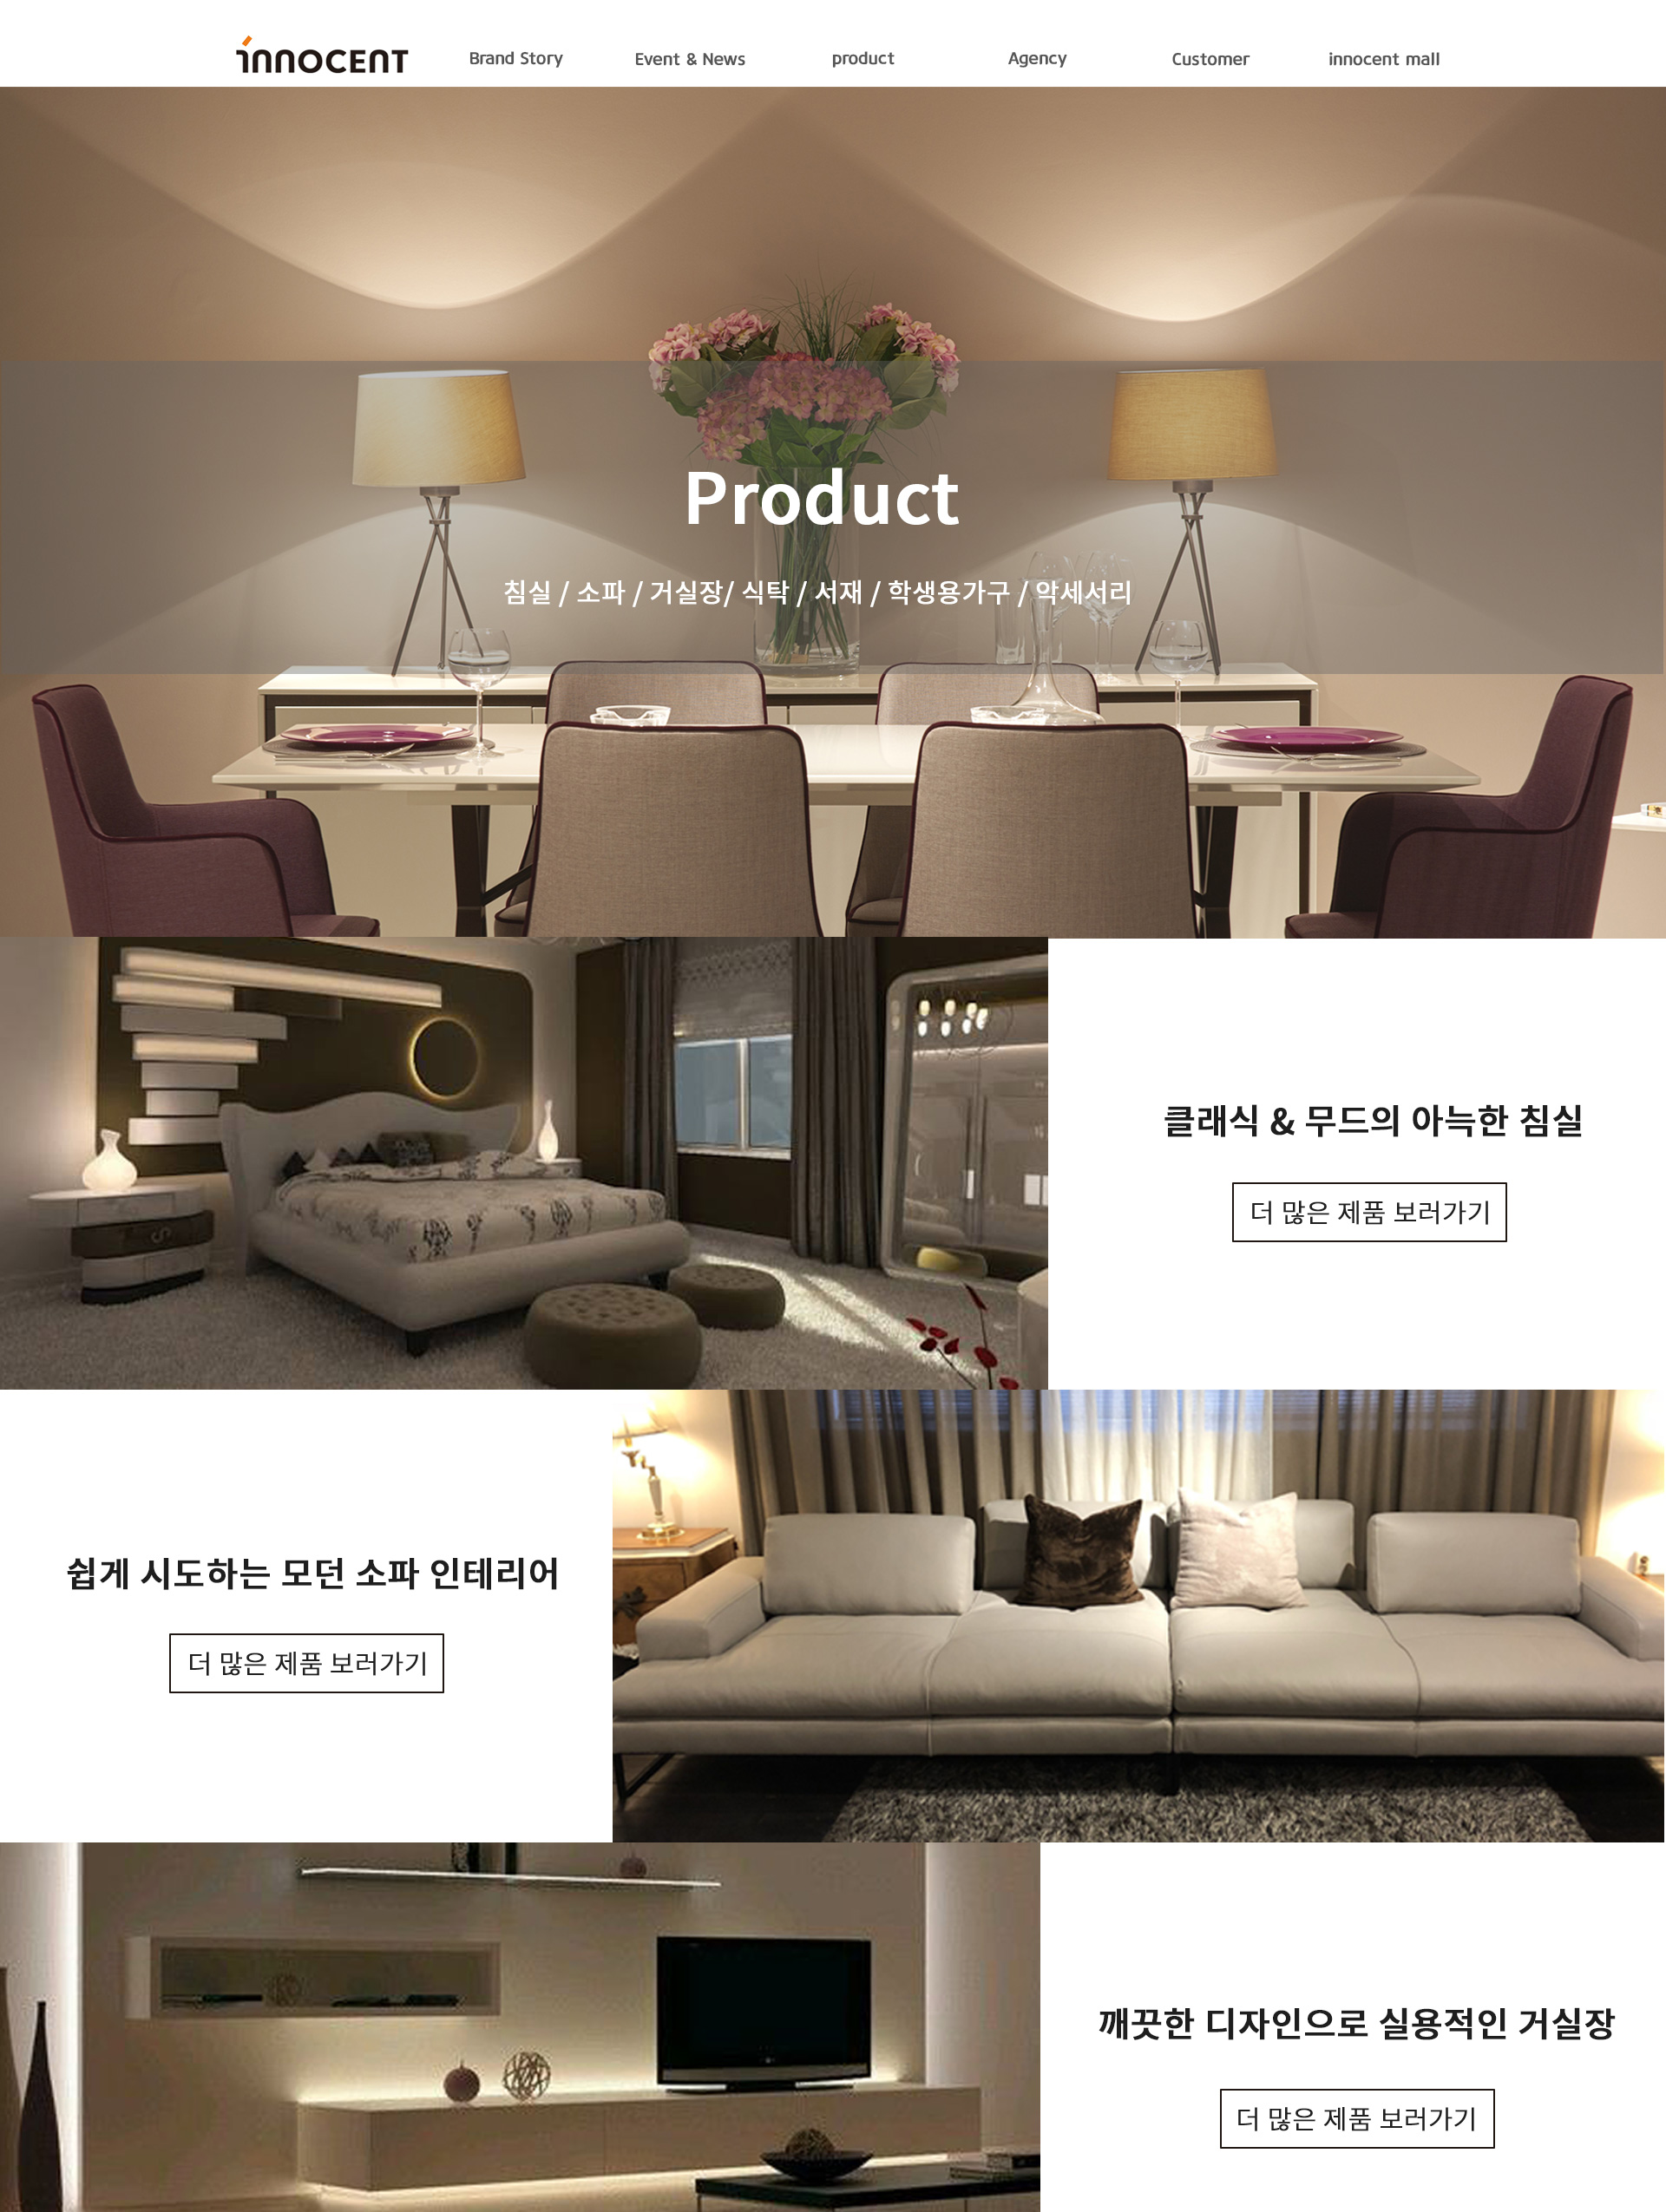 innocent
Brand Story
Event & News
product
Agency
Customer
innocent mall
Product
침실 / 소파 / 거실장/ 식탁 / 서재 / 학생용가구 / 악세서리
클래식 & 무드의 아늑한 침실
더 많은 제품 보러가기
쉽게 시도하는 모던 소파 인테리어
더 많은 제품 보러가기
깨끗한 디자인으로 실용적인 거실장
더 많은 제품 보러가기